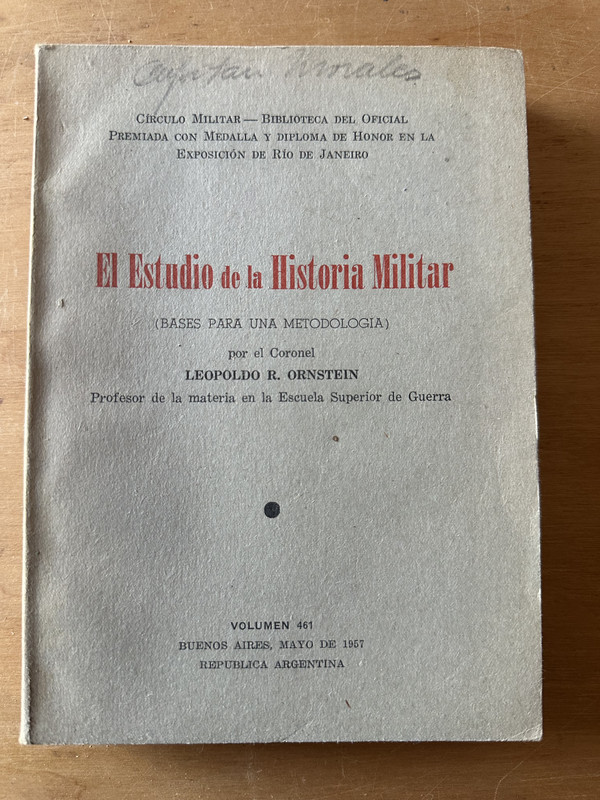 Capitan Morales
CÍRCULO MILITAR — BIBLIOTECA DEL OFICIAL
PREMIADA CON MEDALLA Y DIPLOMA DE HONOR EN LA
EXPOSICIÓN DE RÍO DE JANEIRO
El Estudio de la Historia Militar
(BASES PARA UNA METODOLOGIA)
por el Coronel
LEOPOLDO R. ORNSTEIN
Profesor de la materia en la Escuela Superior de Guerra
VOLUMEN 461
BUENOS AIRES, MAYO DE 1957
REPUBLICA ARGENTINA